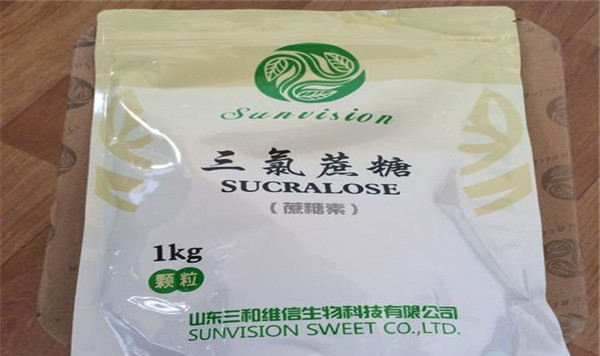 Sunvision
三氯蔗糖
SUCRALOSE
（蔗糖素）
1kg
颗粒
山东三和维信生物科技有限公司
SUNVISION SWEET CO.,LTD.